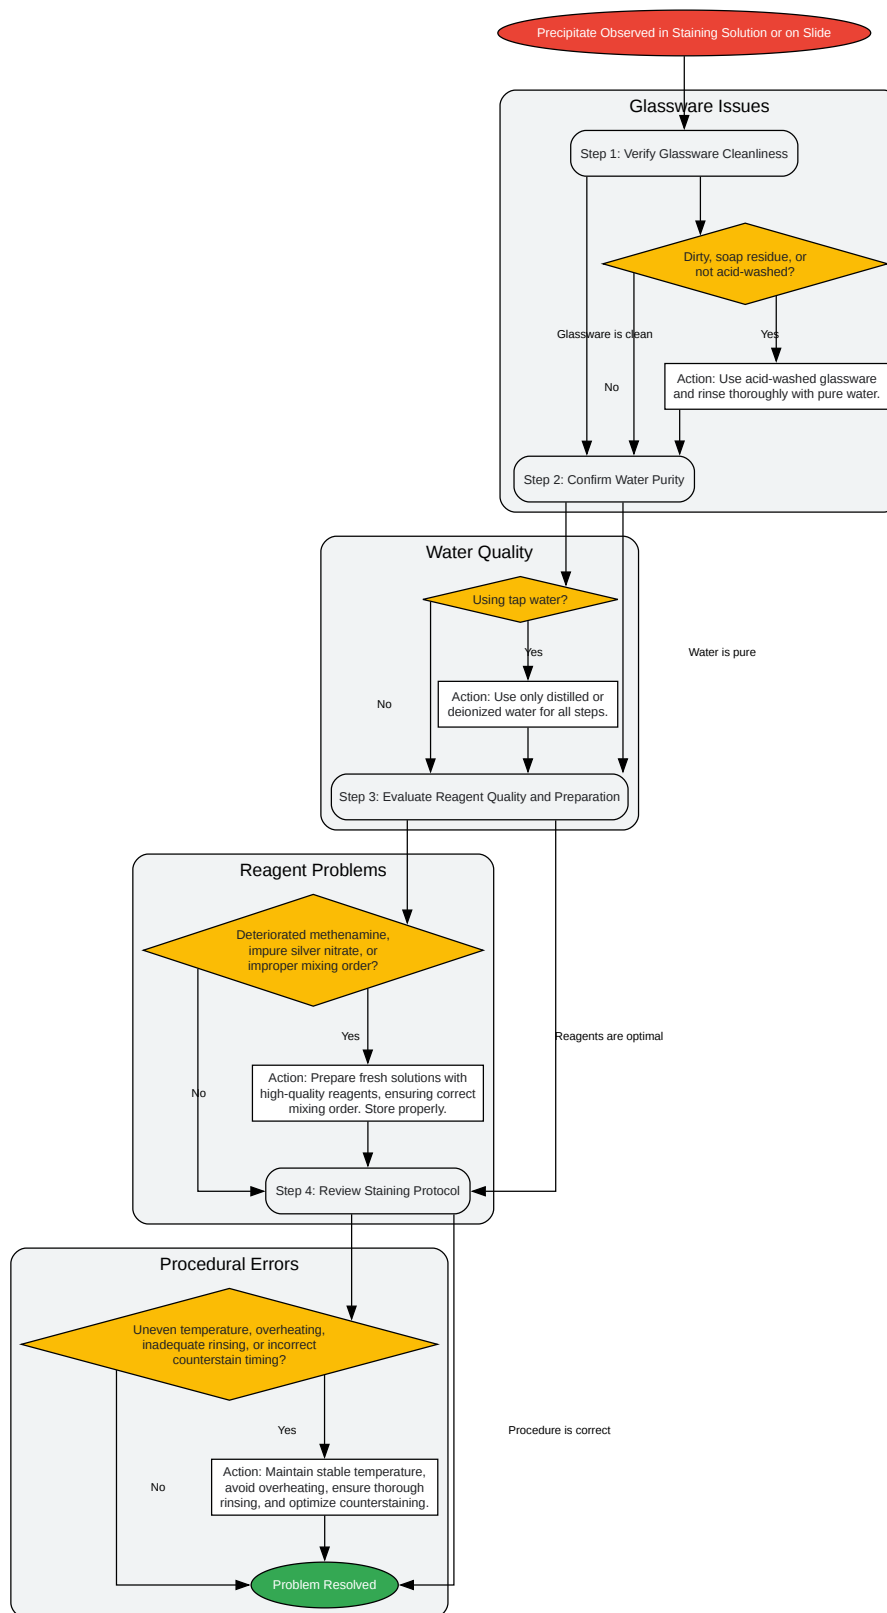 Precipitate Observed in Staining Solution or on Slide
Glassware Issues
Step 1: Verify Glassware Cleanliness
Dirty, soap residue, or
not acid-washed?
Glassware is clean
Yes
Action: Use acid-washed glassware
and rinse thoroughly with pure water.
No
Step 2: Confirm Water Purity
Water Quality
Using tap water?
Yes
Water is pure
Action: Use only distilled or
deionized water for all steps.
No
Step 3: Evaluate Reagent Quality and Preparation
Reagent Problems
Deteriorated methenamine,
impure silver nitrate, or
improper mixing order?
Yes
Reagents are optimal
Action: Prepare fresh solutions with
high-quality reagents, ensuring correct
mixing order. Store properly.
No
Step 4: Review Staining Protocol
Procedural Errors
Uneven temperature, overheating,
inadequate rinsing, or incorrect
counterstain timing?
Yes
Procedure is correct
Action: Maintain stable temperature,
avoid overheating, ensure thorough
rinsing, and optimize counterstaining.
No
Problem Resolved